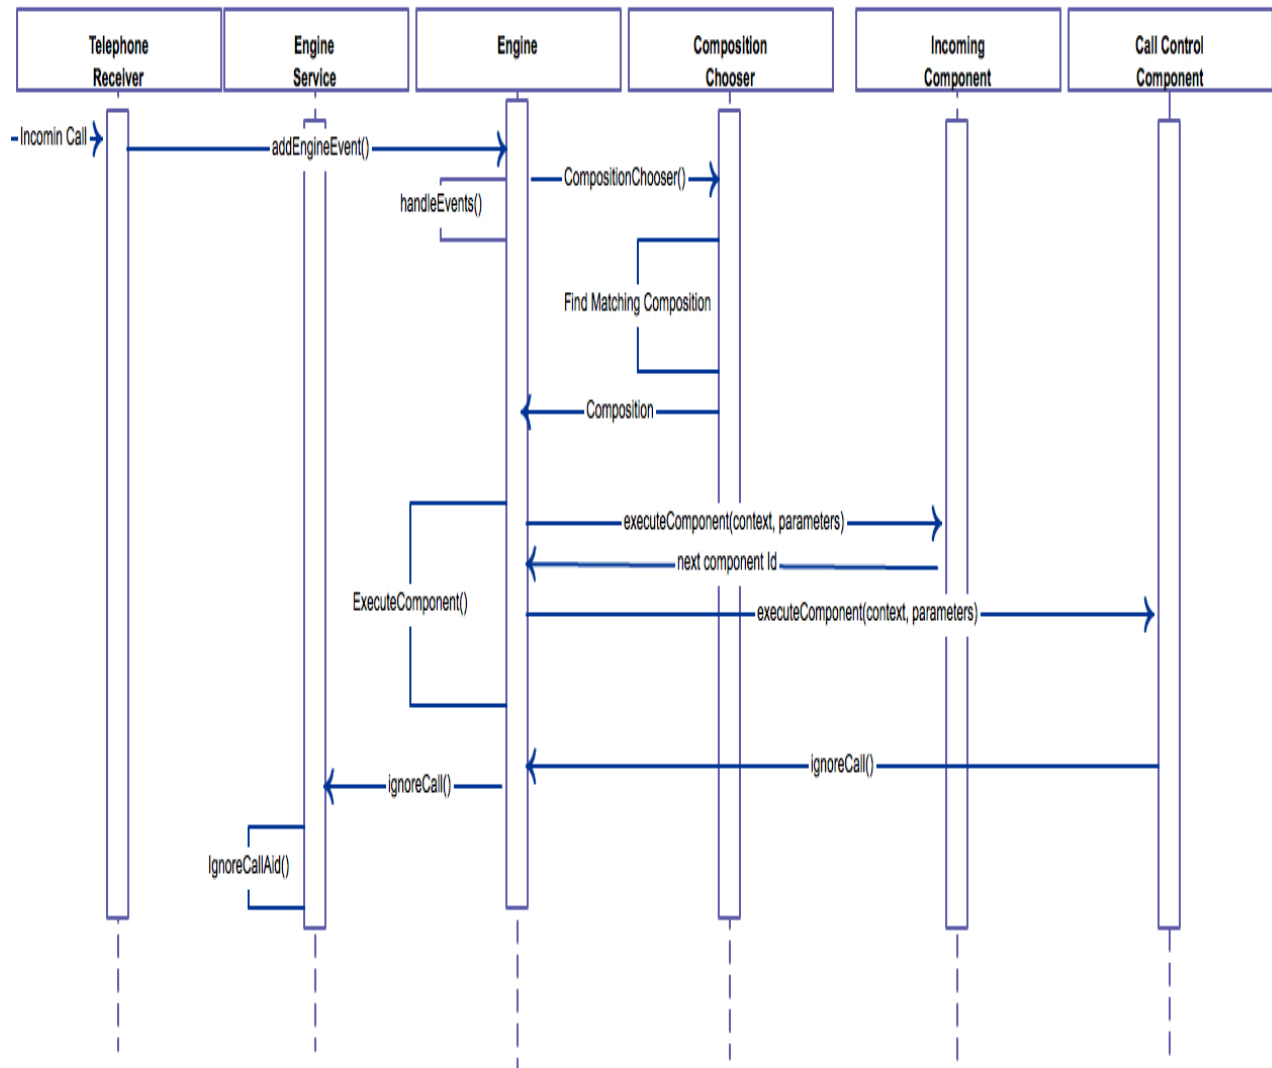 Telephone
Receiver
Engine
Service
Engine
Composition
Chooser
Incoming
Component
Call Control
Component
Incomin Call
addEngineEvent()
CompositionChooser()
handleEvents()
Find Matching Composition
Composition
executeComponent(context, parameters)
next component Id
ExecuteComponent()
executeComponent(context, parameters)
ignoreCall()
ignoreCall()
IgnoreCallAid()